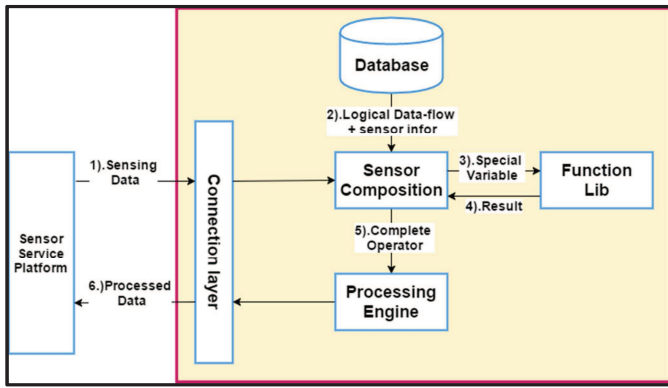 Database
2).Logical Data-flow
+ sensor infor
1).Sensing
Data
Connection layer
Sensor
Composition
3).Special
Variable
4).Result
Function
Lib
Sensor
Service
Platform
5).Complete
Operator
6.)Processed
Data
Processing
Engine